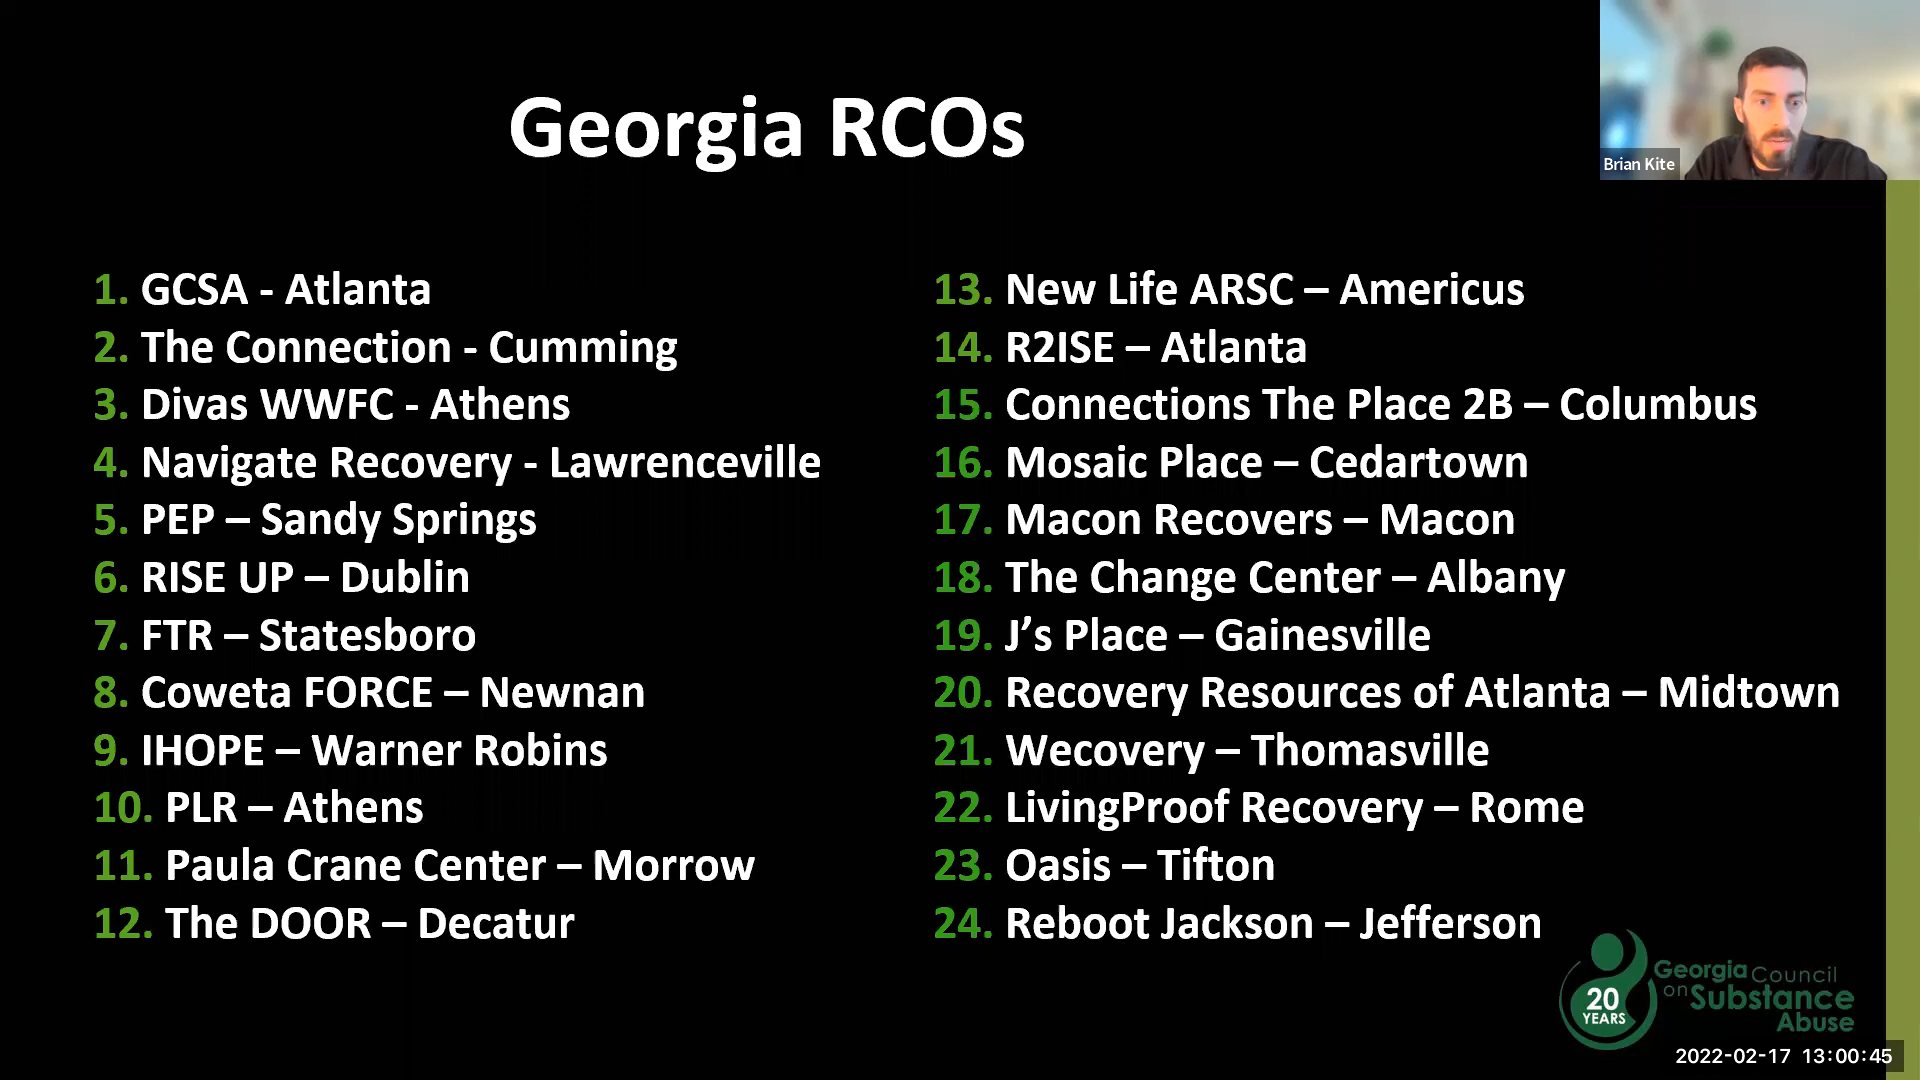 Georgia RCOs
Brian Kite
1. GCSA - Atlanta
2. The Connection - Cumming
3. Divas WWFC - Athens
4. Navigate Recovery - Lawrenceville
5. PEP – Sandy Springs
6. RISE UP – Dublin
7. FTR – Statesboro
8. Coweta FORCE – Newnan
9. IHOPE – Warner Robins
10. PLR – Athens
11. Paula Crane Center – Morrow
12. The DOOR – Decatur
13. New Life ARSC – Americus
14. R2ISE – Atlanta
15. Connections The Place 2B – Columbus
16. Mosaic Place – Cedartown
17. Macon Recovers – Macon
18. The Change Center – Albany
19. J’s Place – Gainesville
20. Recovery Resources of Atlanta – Midtown
21. Wecovery – Thomasville
22. LivingProof Recovery – Rome
23. Oasis – Tifton
24. Reboot Jackson – Jefferson
20
YEARS
Georgia Council
on Substance
Abuse
2022-02-17 13:00:45